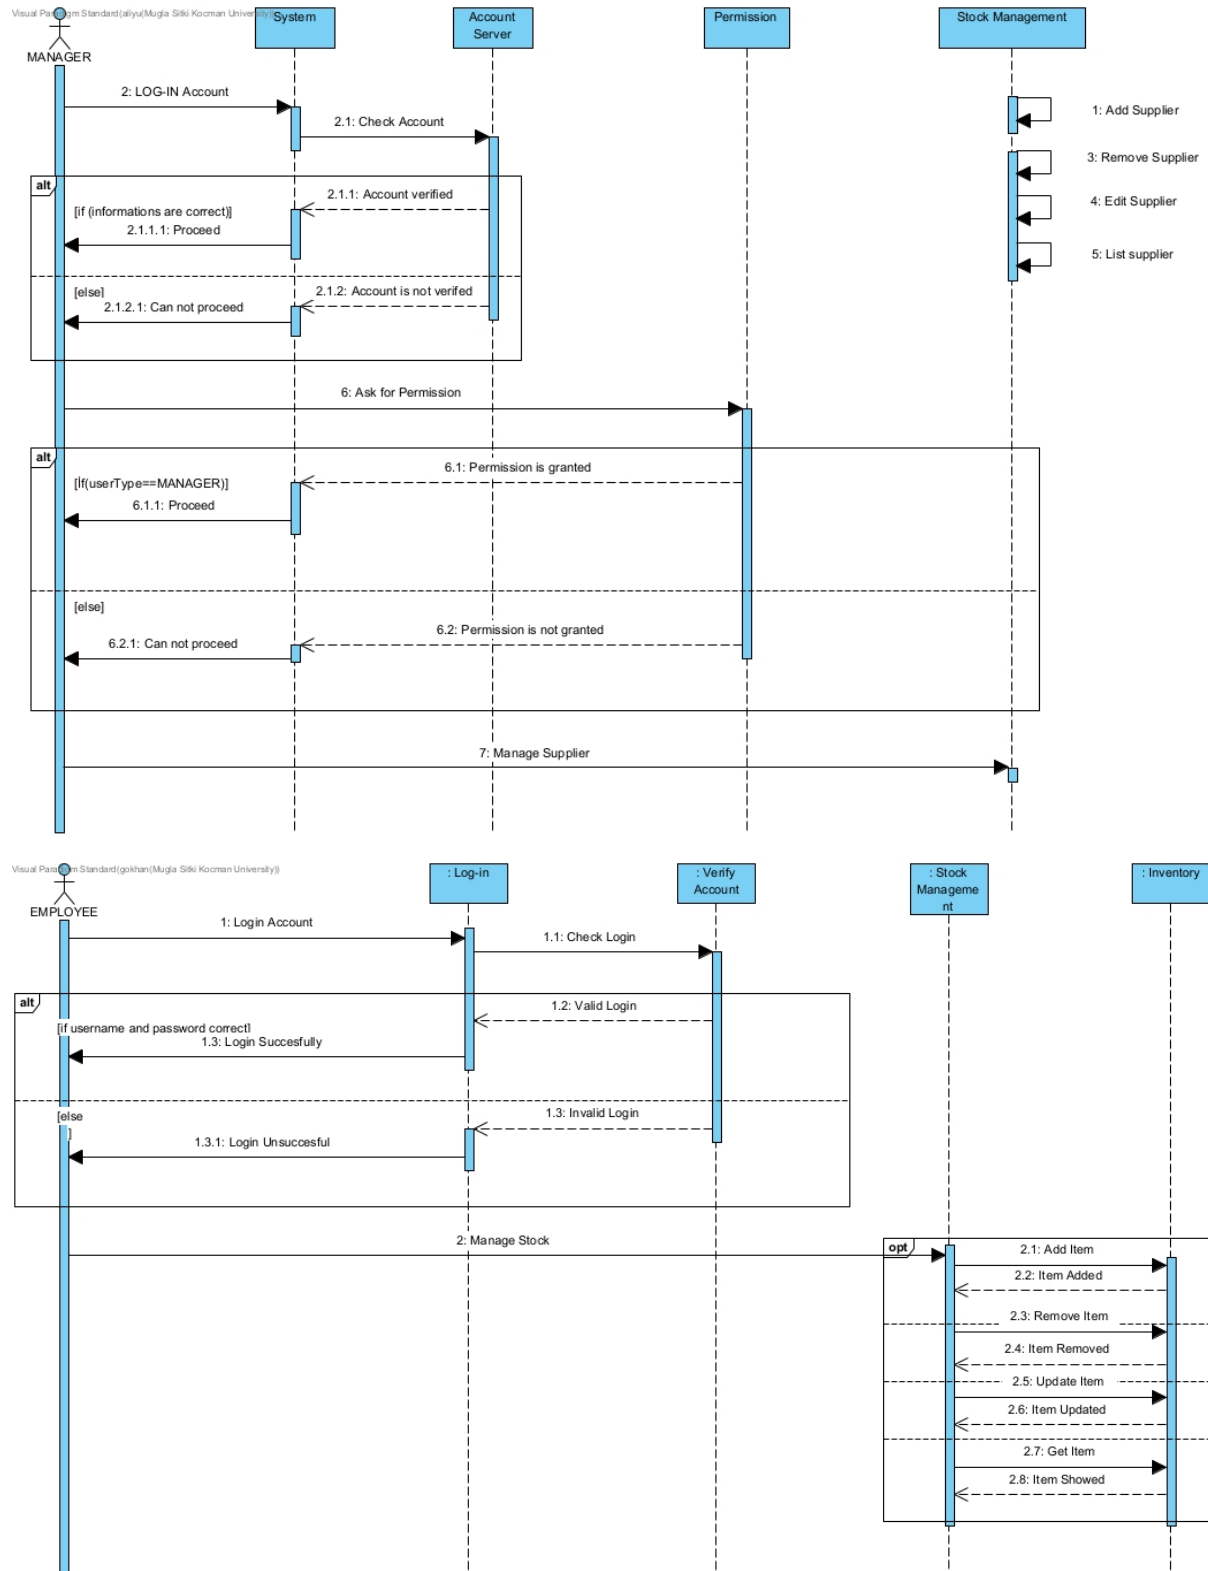 Visual Paradigm Standard(aliyu(Mugla Sitki Kocman University))
System
Account
Server
Permission
Stock Management
MANAGER
2: LOG-IN Account
1: Add Supplier
2.1: Check Account
3: Remove Supplier
alt
2.1.1: Account verified
4: Edit Supplier
[if (informations are correct)]
2.1.1.1: Proceed
5: List supplier
[else]
2.1.2: Account is not verifed
2.1.2.1: Can not proceed
6: Ask for Permission
alt
6.1: Permission is granted
[İf(userType==MANAGER)]
6.1.1: Proceed
[else]
6.2: Permission is not granted
6.2.1: Can not proceed
7: Manage Supplier
Visual Paradigm Standard(gokhan(Mugla Sitki Kocman University))
: Log-in
: Verify
Account
: Stock
Manageme
nt
: Inventory
EMPLOYEE
1: Login Account
1.1: Check Login
alt
1.2: Valid Login
[if username and password correct]
1.3: Login Succesfully
[else
]
1.3: Invalid Login
1.3.1: Login Unsuccesful
2: Manage Stock
opt
2.1: Add Item
2.2: Item Added
2.3: Remove Item
2.4: Item Removed
2.5: Update Item
2.6: Item Updated
2.7: Get Item
2.8: Item Showed